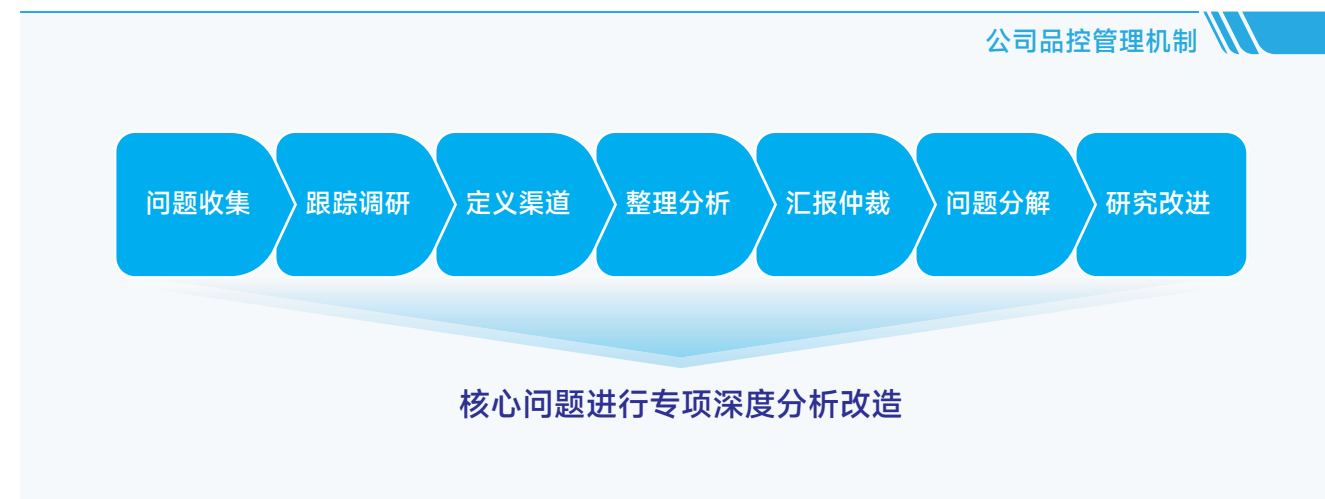 公司品控管理机制
问题收集 跟踪调研 定义渠道 整理分析 汇报仲裁 问题分解 研究改进
核心问题进行专项深度分析改造